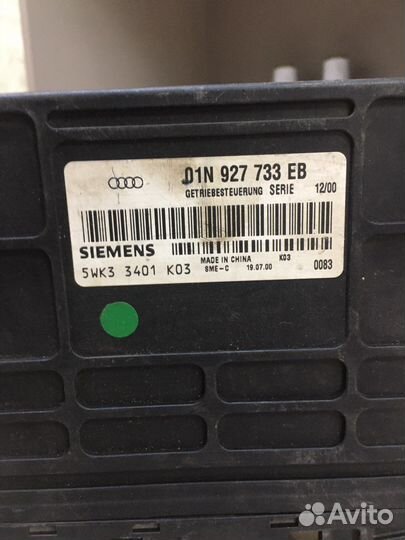 01N 927 733 EB
GETRIEBESTEUERUNG SERIE 12/00
SIEMENS
5WK3 3401 K03
MADE IN CHINA K03
SME-C 19.07.00 0083
Avito